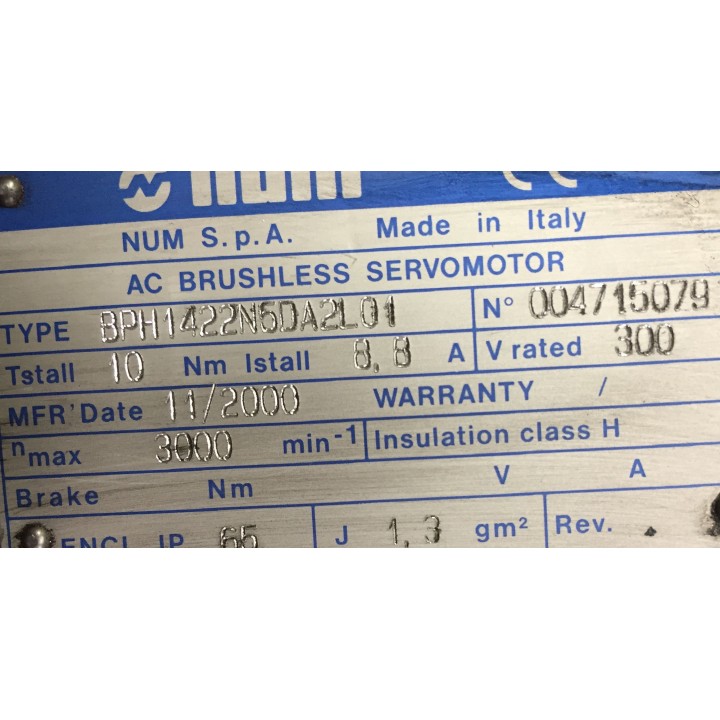 num CE
NUM S.p.A. Made in Italy
AC BRUSHLESS SERVOMOTOR
TYPE BPH1422N5DA2L01 N° 004715079
Tstall 10 Nm Istall 8,8 A V rated 300
MFR'Date 11/2000 WARRANTY /
n max 3000 min-1 Insulation class H
Brake Nm V A
ENCL IP 65 J 1,3 gm² Rev. .